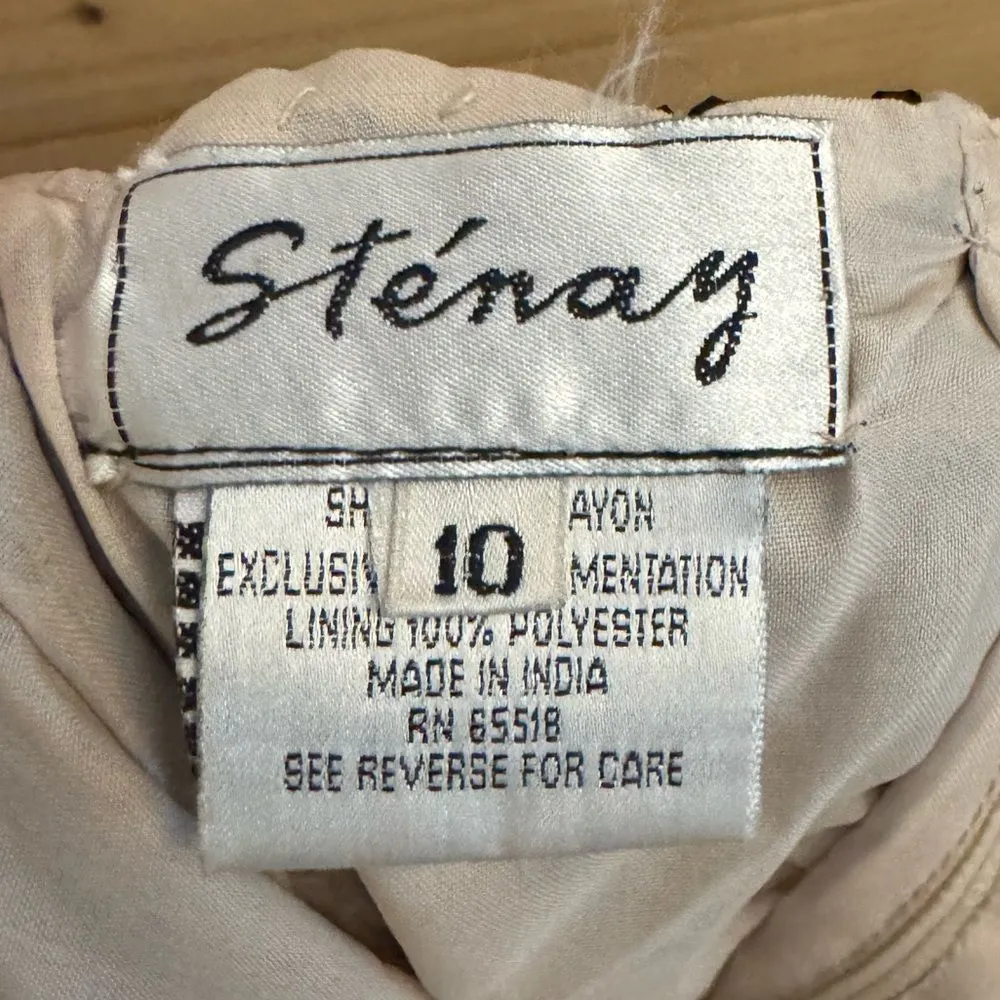 Sténay
10
SH AYON
EXCLUSIV MENTATION
LINING 100% POLYESTER
MADE IN INDIA
RN 65518
SEE REVERSE FOR CARE